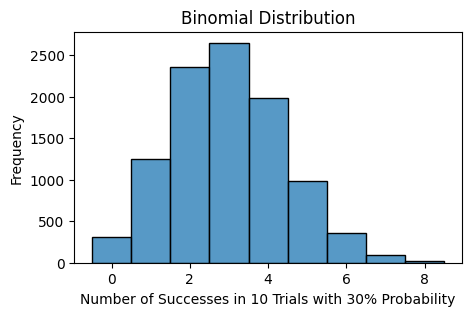 Binomial Distribution
2500
2000
1500
1000
500
0
Frequency
0 2 4 6 8
Number of Successes in 10 Trials with 30% Probability